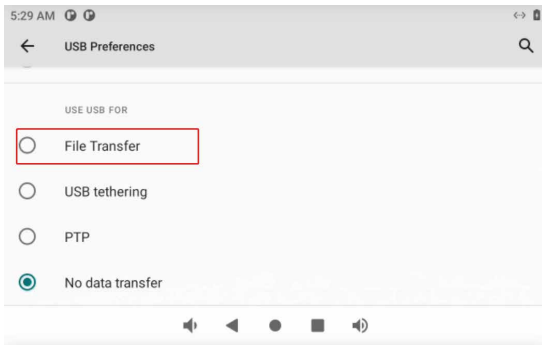 5:29 AM
USB Preferences
USE USB FOR
File Transfer
USB tethering
PTP
No data transfer